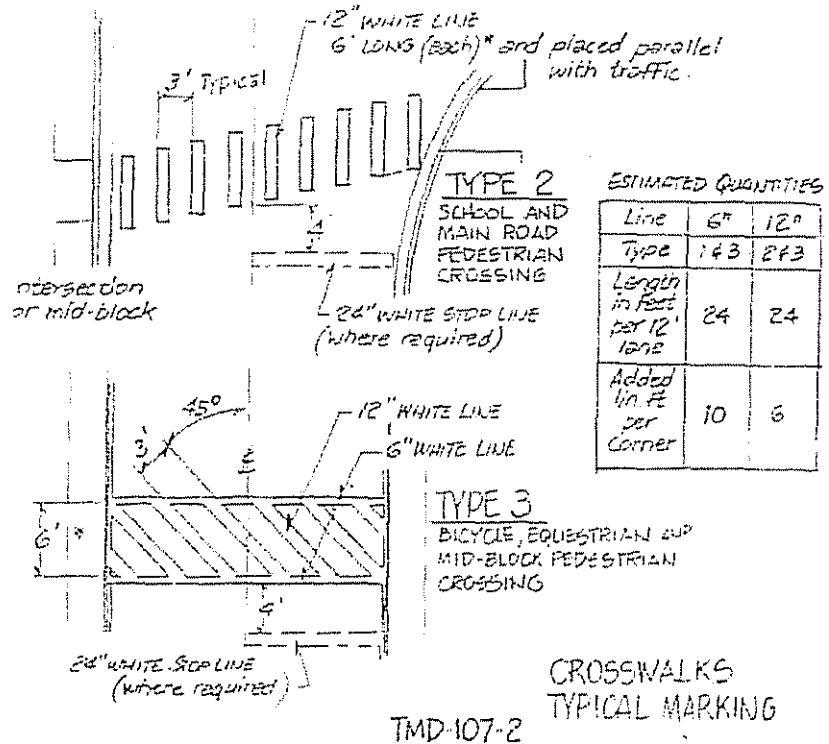 12" WHITE LINE
6' LONG (each)* and placed parallel
with traffic.
3' Typical
TYPE 2
SCHOOL AND
MAIN ROAD
PEDESTRIAN
CROSSING
4'
24" WHITE STOP LINE
(where required)
ntersection
or mid-block
ESTIMATED QUANTITIES
Line 6" 12"
Type 1&3 2&3
Length
in Feet
per 12'
lane
24 24
Added
lin. ft
per
Corner
10 6
45°
3'
12" WHITE LINE
6" WHITE LINE
6' *
TYPE 3
BICYCLE, EQUESTRIAN AND
MID-BLOCK PEDESTRIAN
CROSSING
4'
24" WHITE STOP LINE
(where required)
CROSSWALKS
TYPICAL MARKING
TMD-107-2